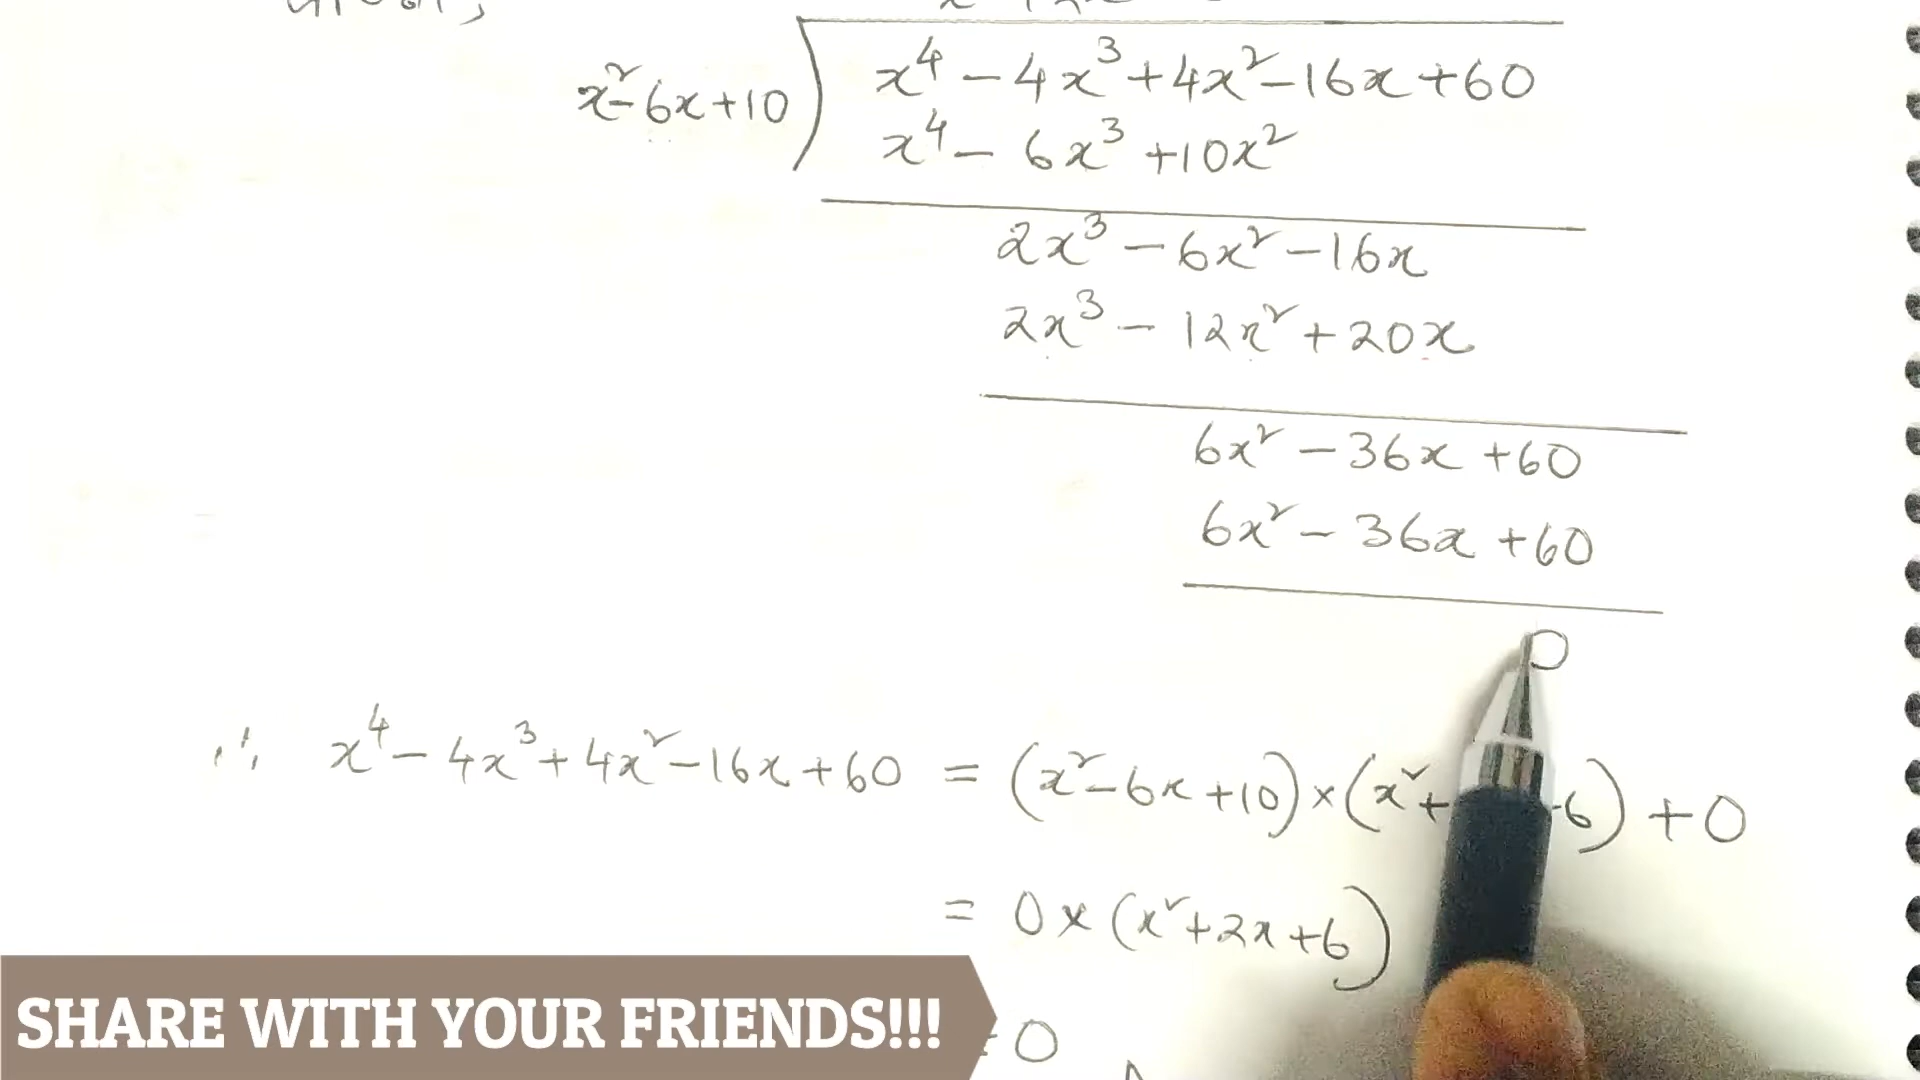 x²-6x+10 ) x⁴ - 4x³ + 4x² - 16x + 60
x⁴ - 6x³ + 10x²
2x³ - 6x² - 16x
2x³ - 12x² + 20x
6x² - 36x + 60
6x² - 36x + 60
0
∴ x⁴ - 4x³ + 4x² - 16x + 60 = (x² - 6x + 10) × (x² + 6) + 0
= 0 × (x² + 2x + 6)
= 0
SHARE WITH YOUR FRIENDS!!!